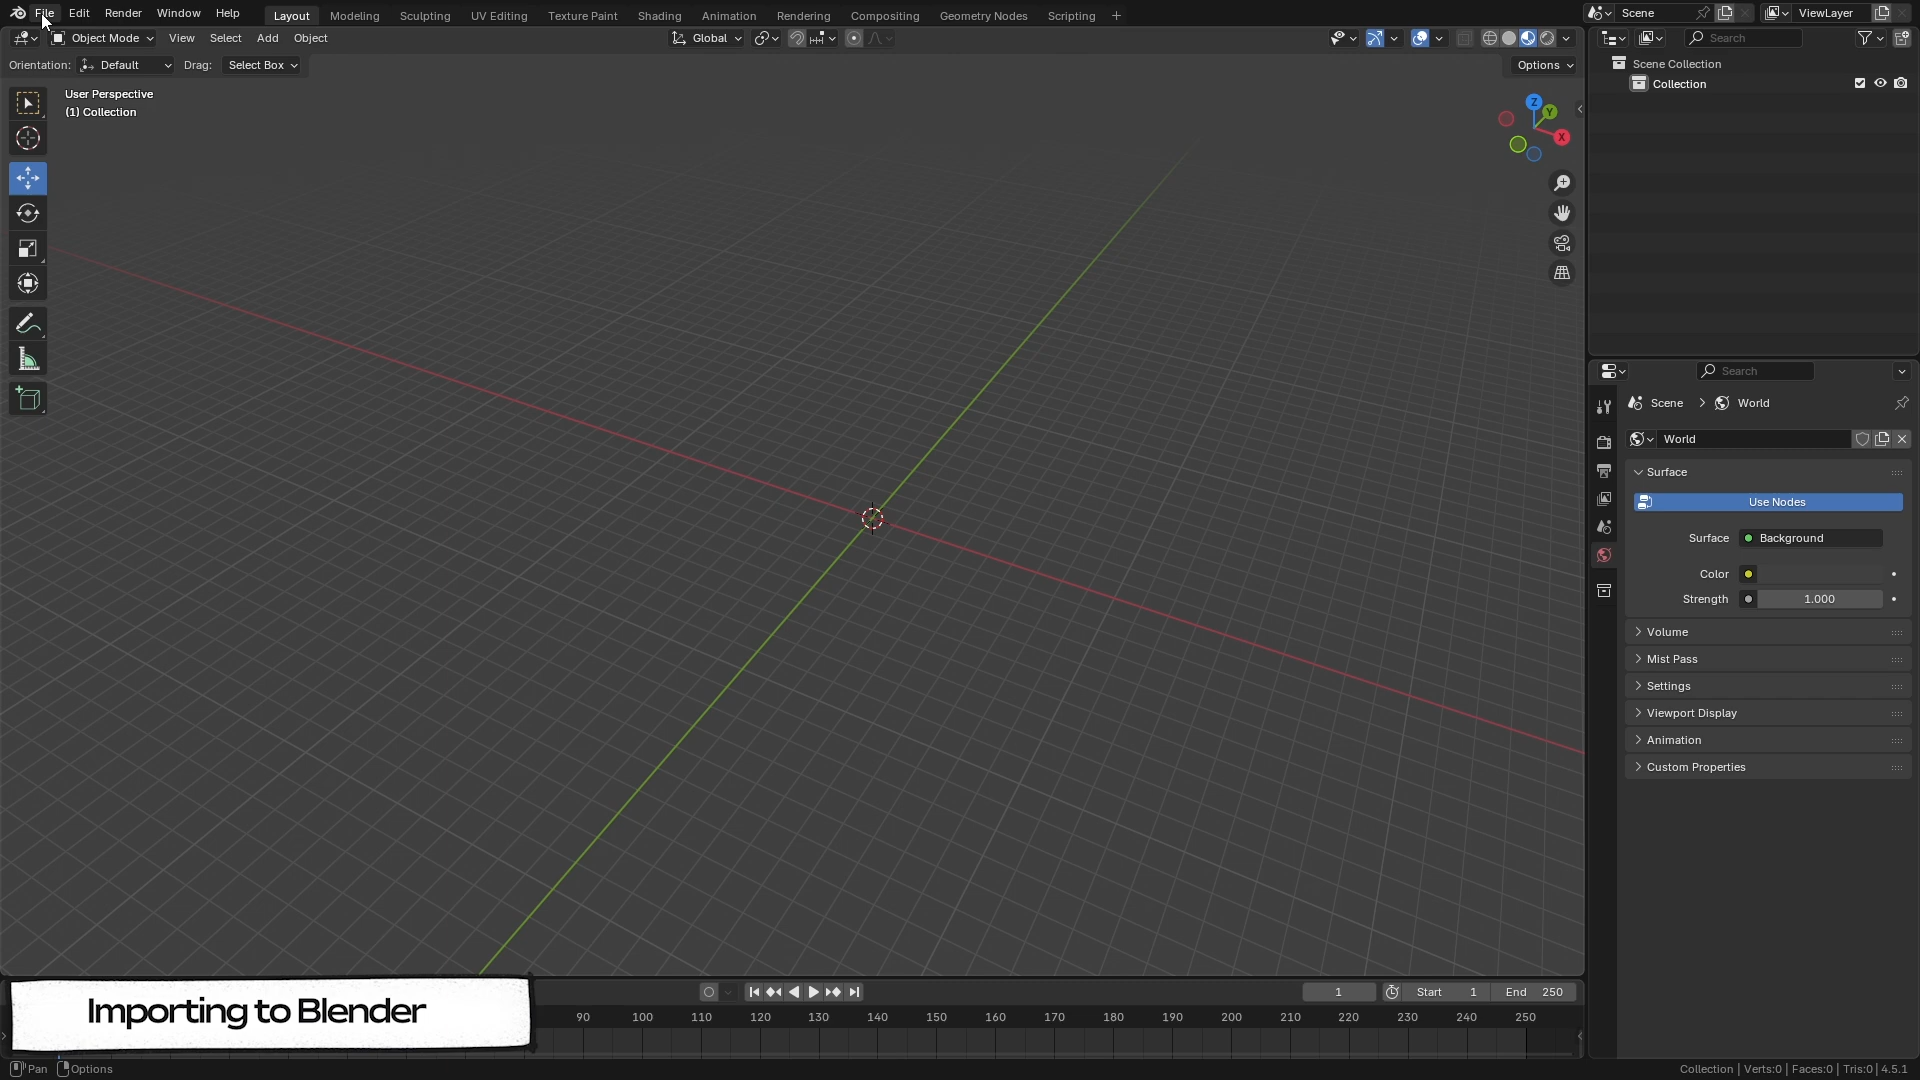 File Edit Render Window Help Layout Modeling Sculpting UV Editing Texture Paint Shading Animation Rendering Compositing Geometry Nodes Scripting + Scene ViewLayer
Object Mode View Select Add Object Global Search
Orientation: Default Drag: Select Box Options
User Perspective
(1) Collection
Z
Y
X
Scene Collection
Collection
Search
Scene > World
World
Surface
Use Nodes
Surface Background
Color
Strength 1.000
Volume
Mist Pass
Settings
Viewport Display
Animation
Custom Properties
1 Start 1 End 250
90 100 110 120 130 140 150 160 170 180 190 200 210 220 230 240 250
Importing to Blender
Pan Options
Collection | Verts:0 | Faces:0 | Tris:0 | 4.5.1